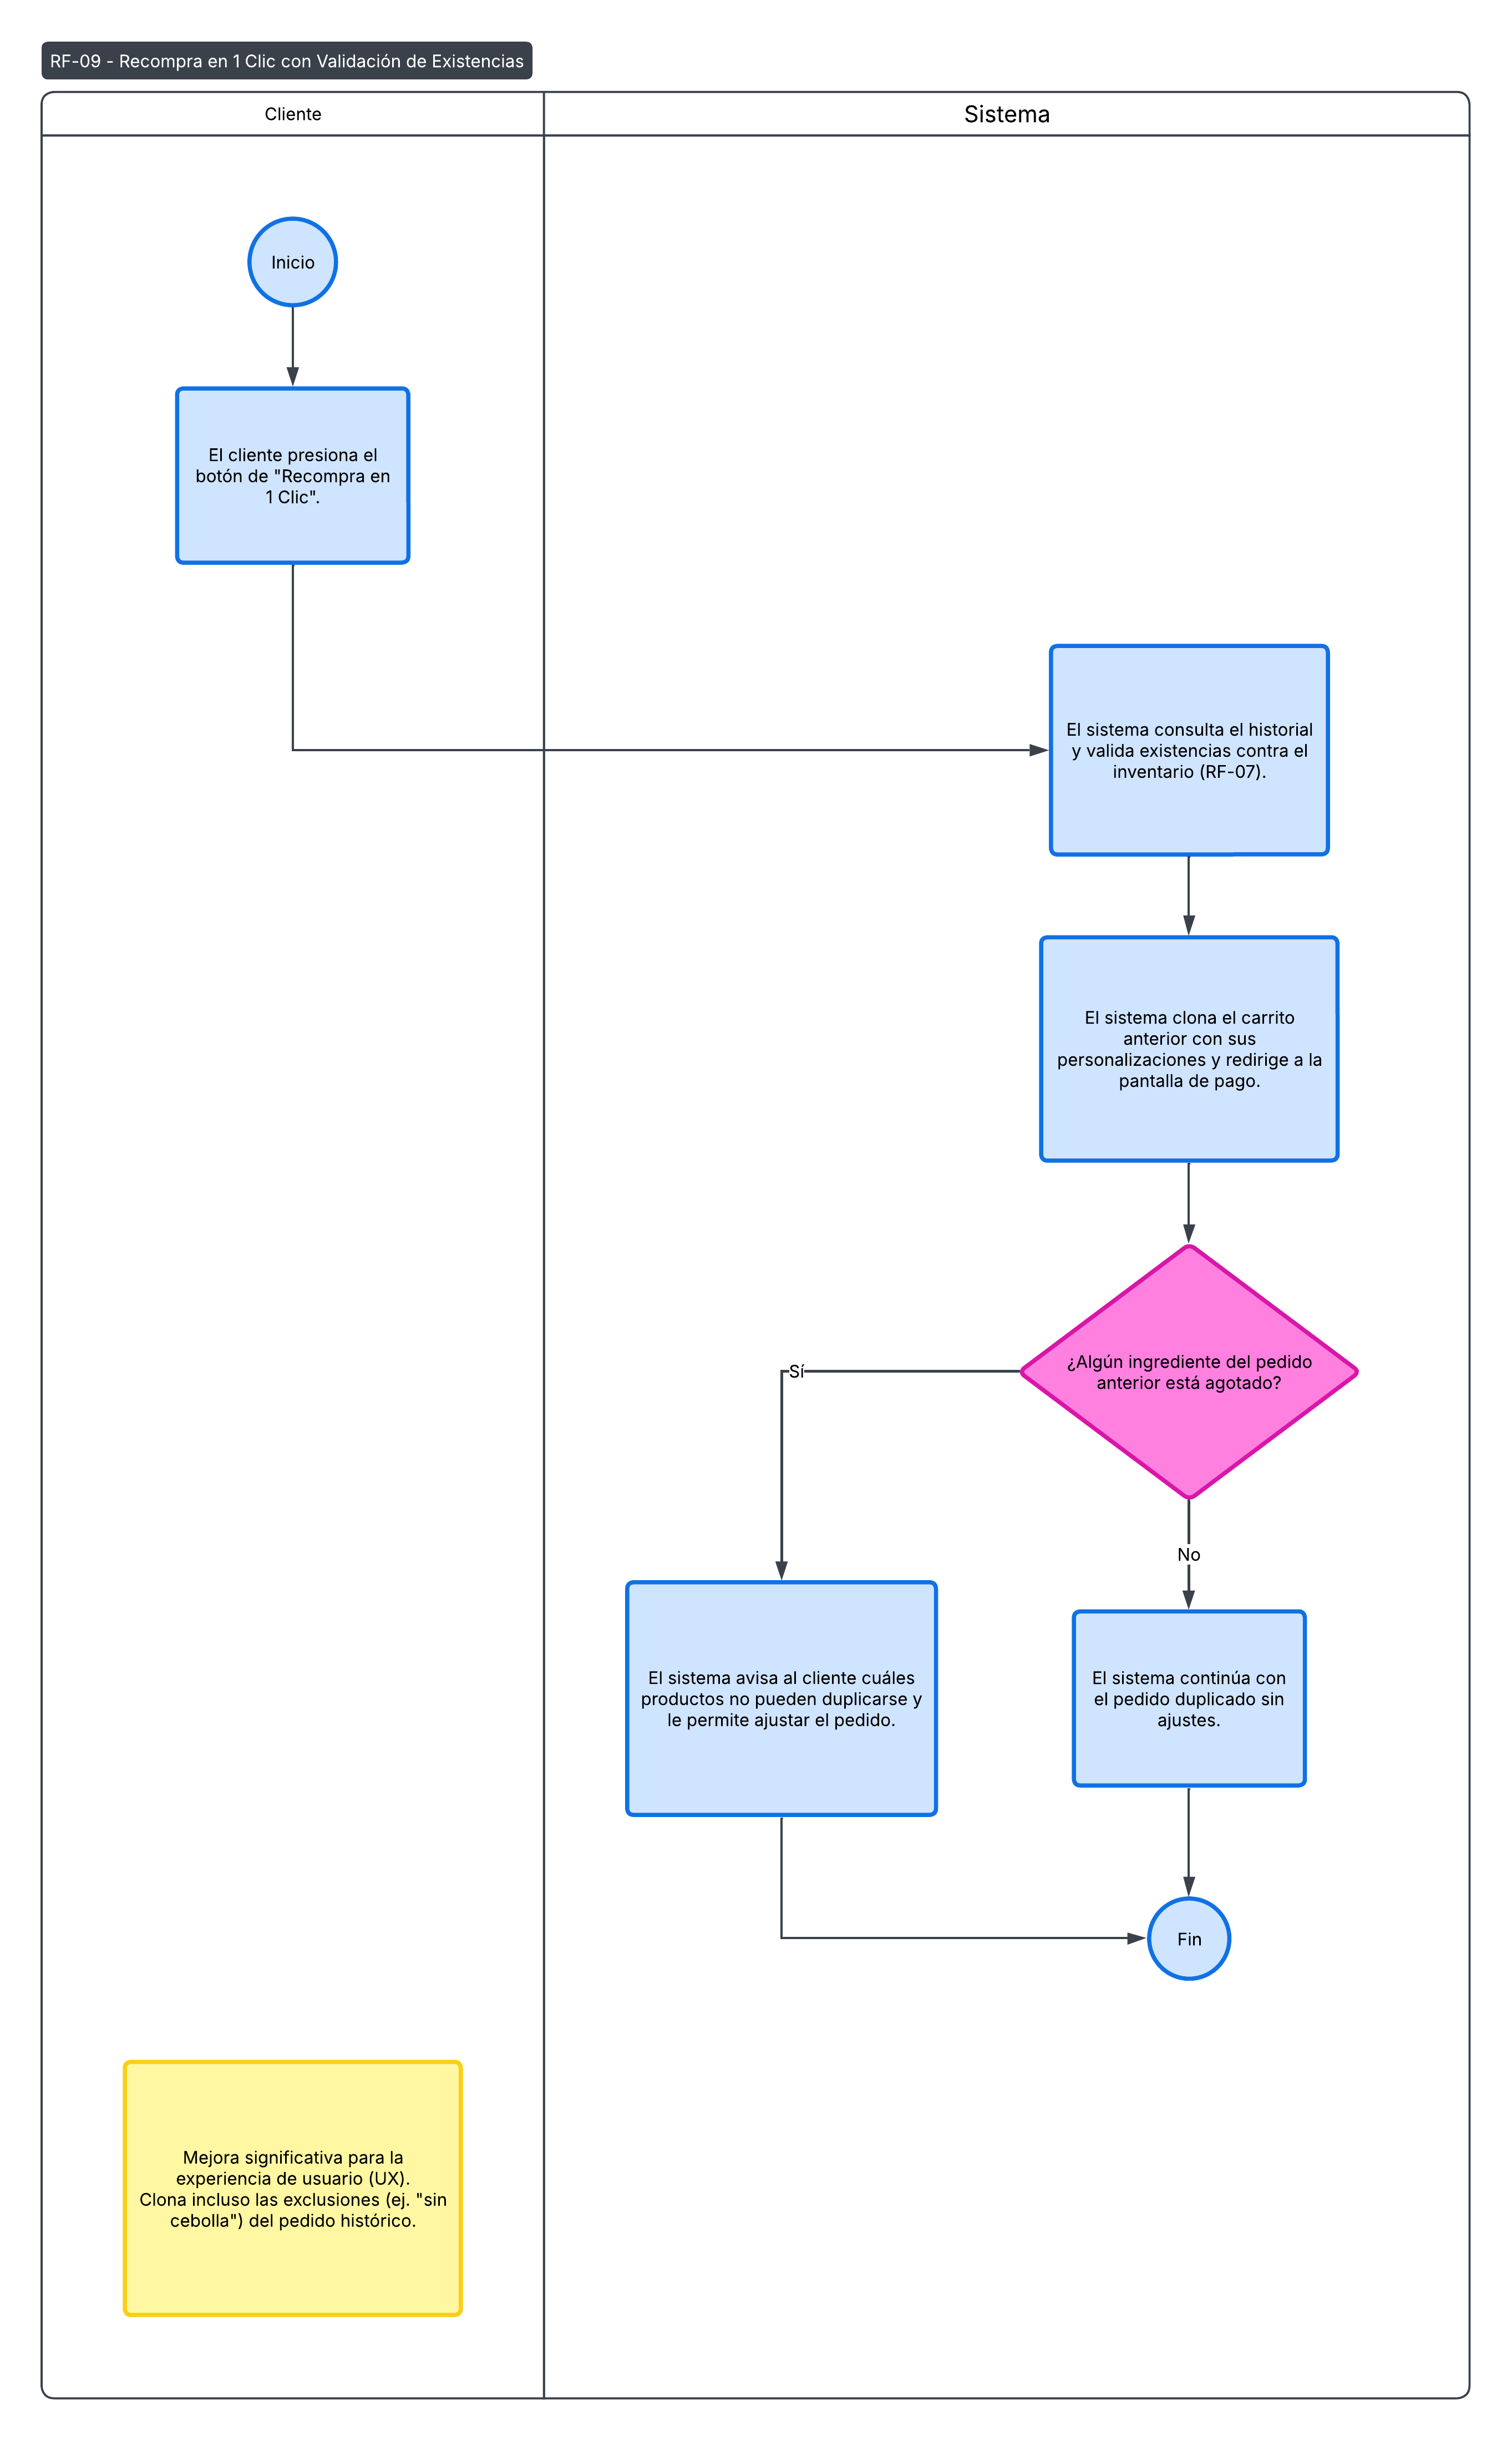 RF-09 - Recompra en 1 Clic con Validación de Existencias
Cliente
Sistema
Inicio
El cliente presiona el
botón de "Recompra en
1 Clic".
El sistema consulta el historial
y valida existencias contra el
inventario (RF-07).
El sistema clona el carrito
anterior con sus
personalizaciones y redirige a la
pantalla de pago.
¿Algún ingrediente del pedido
anterior está agotado?
Sí
No
El sistema avisa al cliente cuáles
productos no pueden duplicarse y
le permite ajustar el pedido.
El sistema continúa con
el pedido duplicado sin
ajustes.
Fin
Mejora significativa para la
experiencia de usuario (UX).
Clona incluso las exclusiones (ej. "sin
cebolla") del pedido histórico.